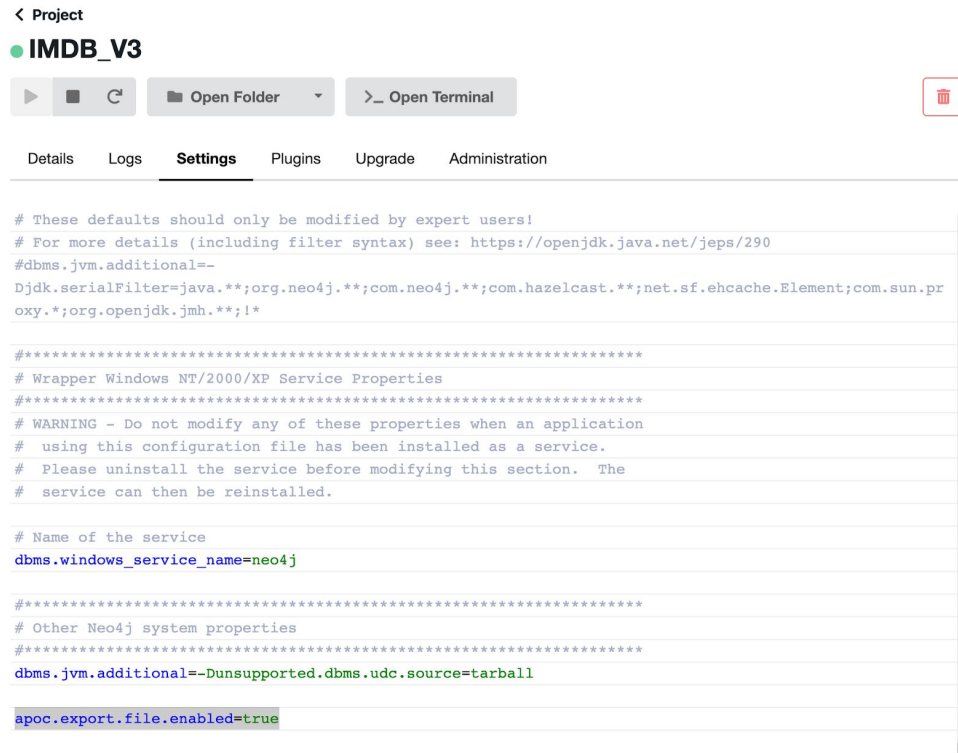 Project
IMDB_V3
Open Folder
>_ Open Terminal
Details Logs Settings Plugins Upgrade Administration
# These defaults should only be modified by expert users!
# For more details (including filter syntax) see: https://openjdk.java.net/jeps/290
#dbms.jvm.additional=-
Djdk.serialFilter=java.**;org.neo4j.**;com.neo4j.**;com.hazelcast.**;net.sf.ehcache.Element;com.sun.pr
oxy.*;org.openjdk.jmh.**;!*
#********************************************************************
# Wrapper Windows NT/2000/XP Service Properties
#********************************************************************
# WARNING - Do not modify any of these properties when an application
#  using this configuration file has been installed as a service.
#  Please uninstall the service before modifying this section.  The
#  service can then be reinstalled.
# Name of the service
dbms.windows_service_name=neo4j
#********************************************************************
# Other Neo4j system properties
#********************************************************************
dbms.jvm.additional=-Dunsupported.dbms.udc.source=tarball
apoc.export.file.enabled=true